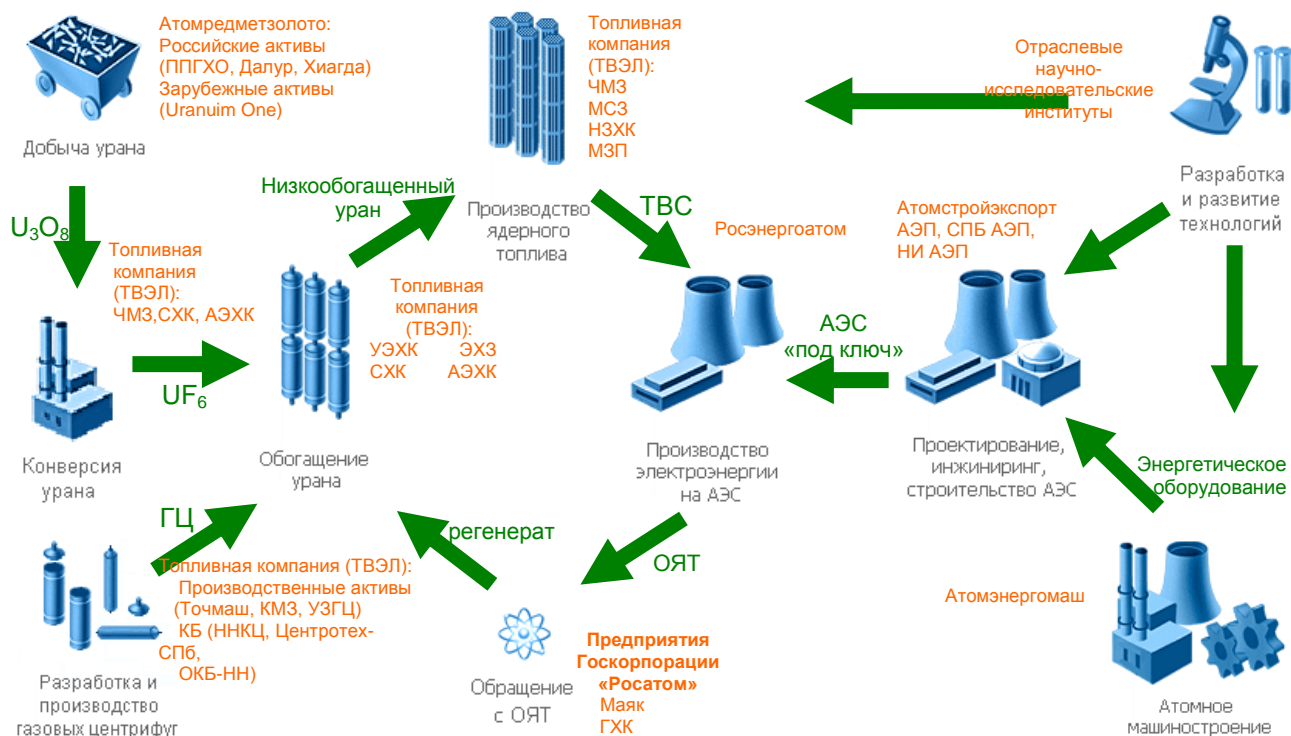 Атомредметзолото:
Российские активы
(ППГХО, Далур, Хиагда)
Зарубежные активы
(Uranuim One)
Добыча урана
Топливная
компания
(ТВЭЛ):
ЧМЗ
МСЗ
НЗХК
МЗП
Производство
ядерного
топлива
Отраслевые
научно-
исследовательские
институты
Разработка
и развитие
технологий
U₃O₈
Низкообогащенный
уран
ТВС
Топливная
компания
(ТВЭЛ):
ЧМЗ,СХК, АЭХК
Конверсия
урана
UF₆
Топливная
компания
(ТВЭЛ):
УЭХК ЭХЗ
СХК АЭХК
Обогащение
урана
Росэнергоатом
Производство
электроэнергии
на АЭС
АЭС
«под ключ»
Атомстройэкспорт
АЭП, СПБ АЭП,
НИ АЭП
Проектирование,
инжиниринг,
строительство АЭС
Энергетическое
оборудование
ГЦ
регенерат
ОЯТ
Топливная компания (ТВЭЛ):
Производственные активы
(Точмаш, КМЗ, УЗГЦ)
КБ (ННКЦ, Центротех-
СПб,
ОКБ-НН)
Разработка и
производство
газовых центрифуг
Обращение
с ОЯТ
Предприятия
Госкорпорации
«Росатом»
Маяк
ГХК
Атомэнергомаш
Атомное
машиностроение